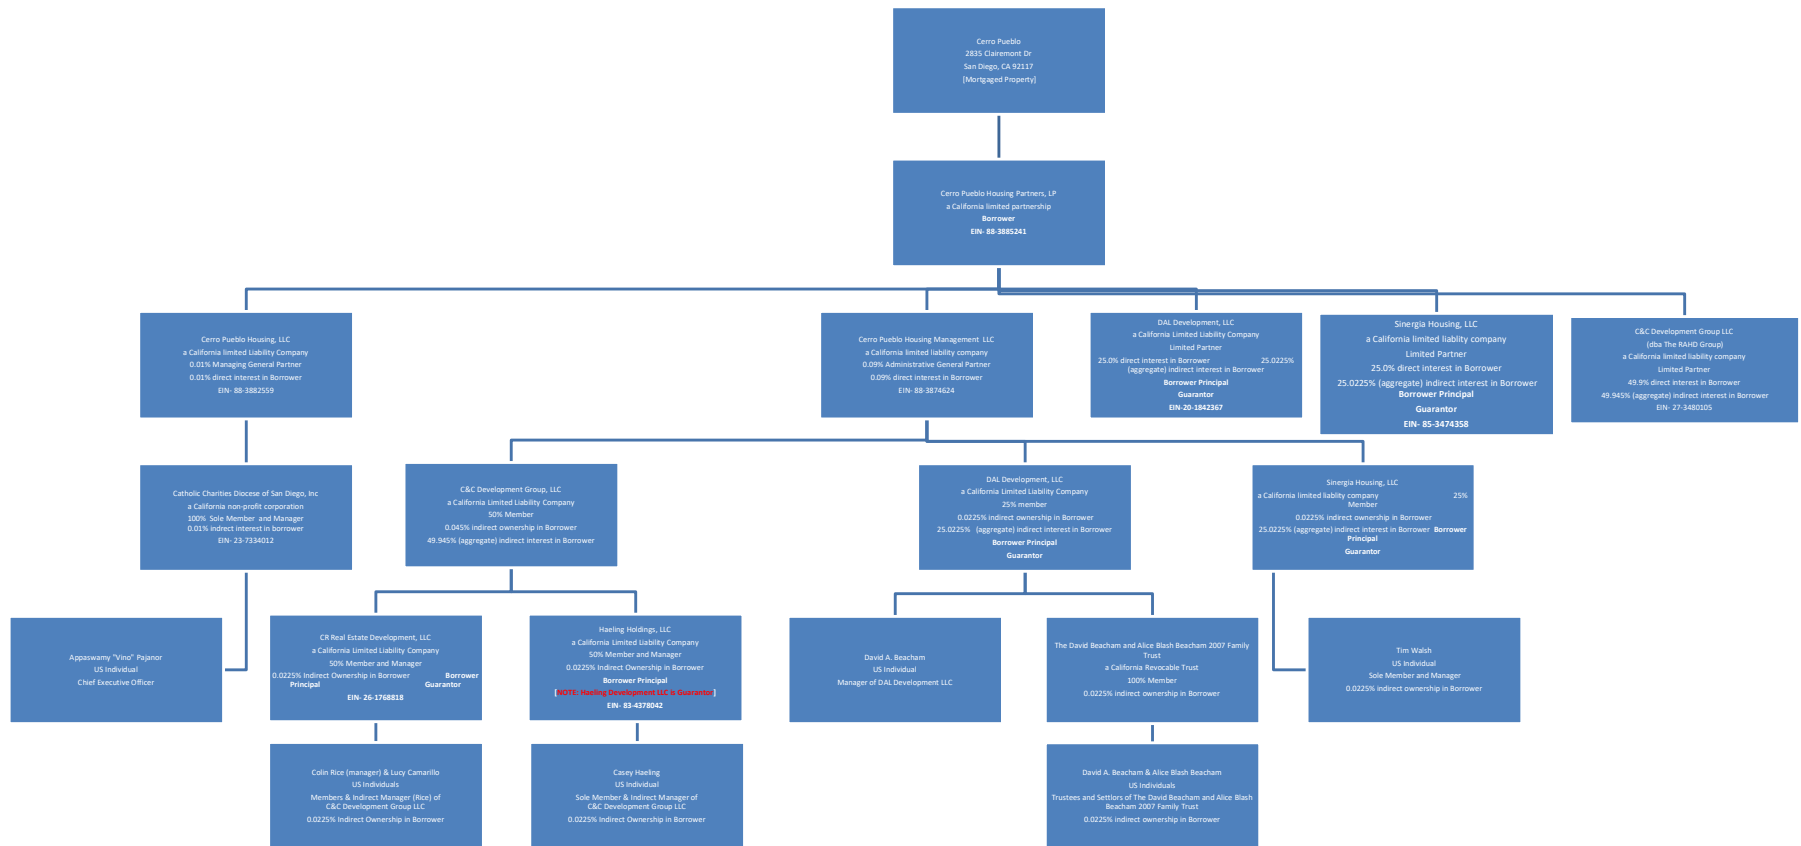 Cerro Pueblo
2835 Clairemont Dr
San Diego, CA 92117
[Mortgaged Property]
Cerro Pueblo Housing Partners, LP
a California limited partnership
Borrower
EIN- 88-3885241
Cerro Pueblo Housing, LLC
a California limited Liability Company
0.01% Managing General Partner
0.01% direct interest in Borrower
EIN- 88-3882559
Cerro Pueblo Housing Management LLC
a California limited liability company
0.09% Administrative General Partner
0.09% direct interest in Borrower
EIN- 88-3874624
DAL Development, LLC
a California Limited Liability Company
Limited Partner
25.0% direct interest in Borrower 25.0225%
(aggregate) indirect interest in Borrower
Borrower Principal
Guarantor
EIN-20-1842367
Sinergia Housing, LLC
a California limited liability company
Limited Partner
25.0% direct interest in Borrower
25.0225% (aggregate) indirect interest in Borrower
Borrower Principal
Guarantor
EIN- 85-3474358
C&C Development Group LLC
(dba The RAHD Group)
a California limited liability company
Limited Partner
49.9% direct interest in Borrower
49.945% (aggregate) indirect interest in Borrower
EIN- 27-3480105
Catholic Charities Diocese of San Diego, Inc
a California non-profit corporation
100% Sole Member and Manager
0.01% indirect interest in borrower
EIN- 23-7334012
C&C Development Group, LLC
a California Limited Liability Company
50% Member
0.045% indirect ownership in Borrower
49.945% (aggregate) indirect interest in Borrower
DAL Development, LLC
a California Limited Liability Company
25% member
0.0225% indirect ownership in Borrower
25.0225% (aggregate) indirect interest in Borrower
Borrower Principal
Guarantor
Sinergia Housing, LLC
a California limited liablity company 25%
Member
0.0225% indirect ownership in Borrower
25.0225% (aggregate) indirect interest in Borrower Borrower
Principal
Guarantor
Appaswamy "Vino" Pajanor
US Individual
Chief Executive Officer
CR Real Estate Development, LLC
a California Limited Liability Company
50% Member and Manager
0.0225% Indirect Ownership in Borrower Borrower
Principal Guarantor
EIN- 26-1768818
Haeling Holdings, LLC
a California Limited Liability Company
50% Member and Manager
0.0225% Indirect Ownership in Borrower
Borrower Principal
[NOTE: Haeling Development LLC is Guarantor]
EIN- 83-4378042
David A. Beacham
US Individual
Manager of DAL Development LLC
The David Beacham and Alice Blash Beacham 2007 Family
Trust
a California Revocable Trust
100% Member
0.0225% indirect ownership in Borrower
Tim Walsh
US Individual
Sole Member and Manager
0.0225% indirect ownership in Borrower
Colin Rice (manager) & Lucy Camarillo
US Individuals
Members & Indirect Manager (Rice) of
C&C Development Group LLC
0.0225% Indirect Ownership in Borrower
Casey Haeling
US Individual
Sole Member & Indirect Manager of
C&C Development Group LLC
0.0225% Indirect Ownership in Borrower
David A. Beacham & Alice Blash Beacham
US Individuals
Trustees and Settlors of The David Beacham and Alice Blash
Beacham 2007 Family Trust
0.0225% indirect ownership in Borrower